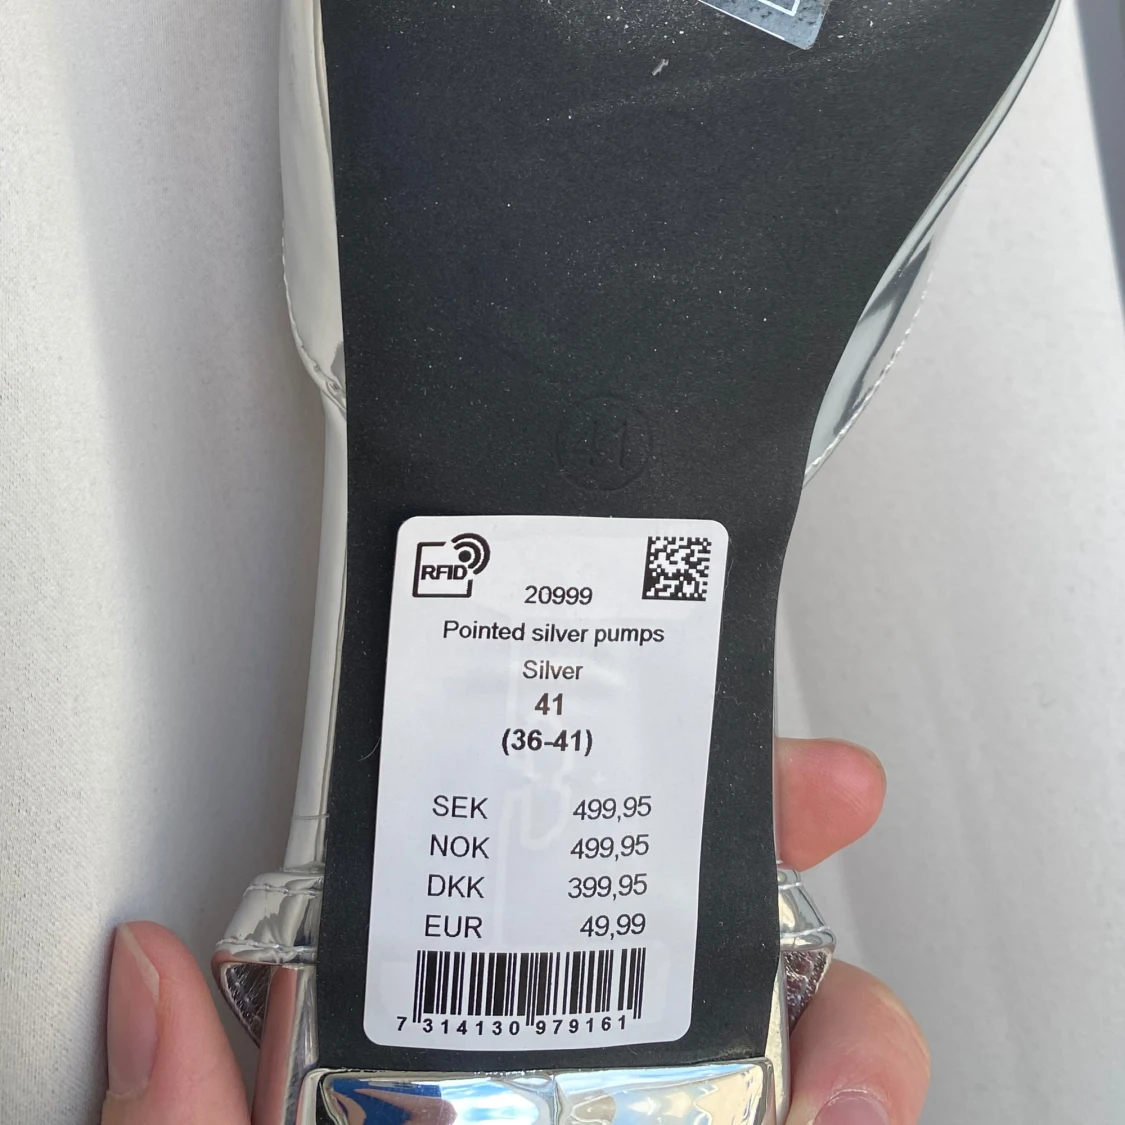 41
RFID
20999
Pointed silver pumps
Silver
41
(36-41)
SEK 499,95
NOK 499,95
DKK 399,95
EUR 49,99
7 314130 979161